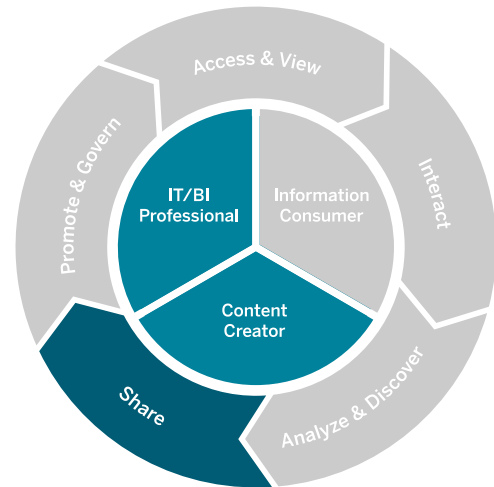 Access & View
Interact
Analyze & Discover
Share
Promote & Govern
IT/BI
Professional
Information
Consumer
Content
Creator